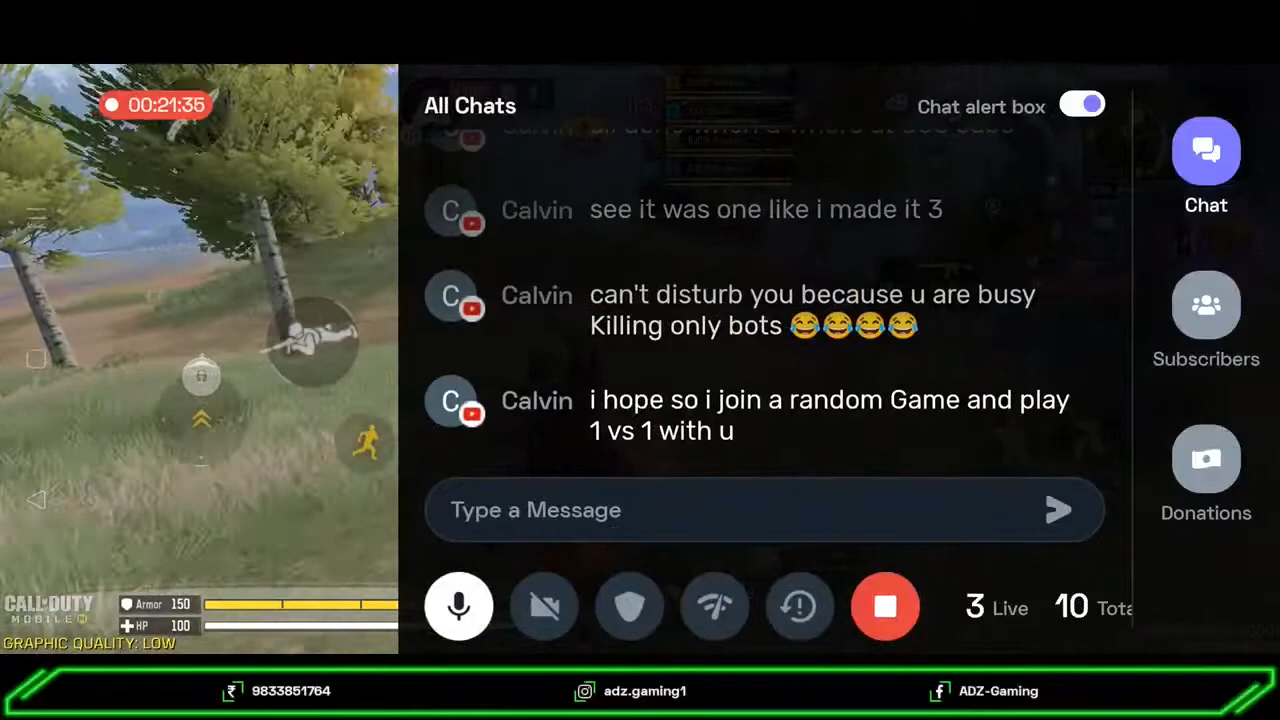 00:21:35
All Chats
Chat alert box
Calvin
C Calvin see it was one like i made it 3
C Calvin can't disturb you because u are busy
Killing only bots 😂😂😂😂
C Calvin i hope so i join a random Game and play
1 vs 1 with u
Type a Message
Chat
Subscribers
Donations
3 Live 10 Tota
CALL OF DUTY
MOBILE
Armor 150
HP 100
GRAPHIC QUALITY: LOW
₹ 9833851764
adz.gaming1
ADZ-Gaming